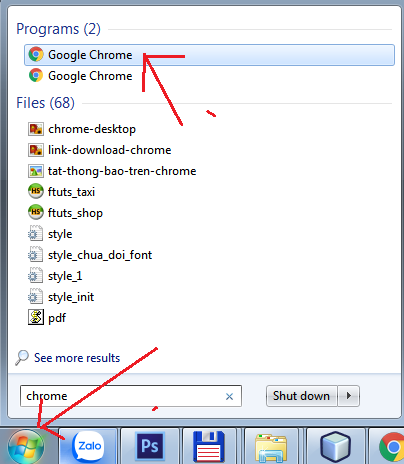 Programs (2)
Google Chrome
Google Chrome
Files (68)
chrome-desktop
link-download-chrome
tat-thong-bao-tren-chrome
ftuts_taxi
ftuts_shop
style
style_chua_doi_font
style_1
style_init
pdf
See more results
chrome
Shut down
Zalo
Ps